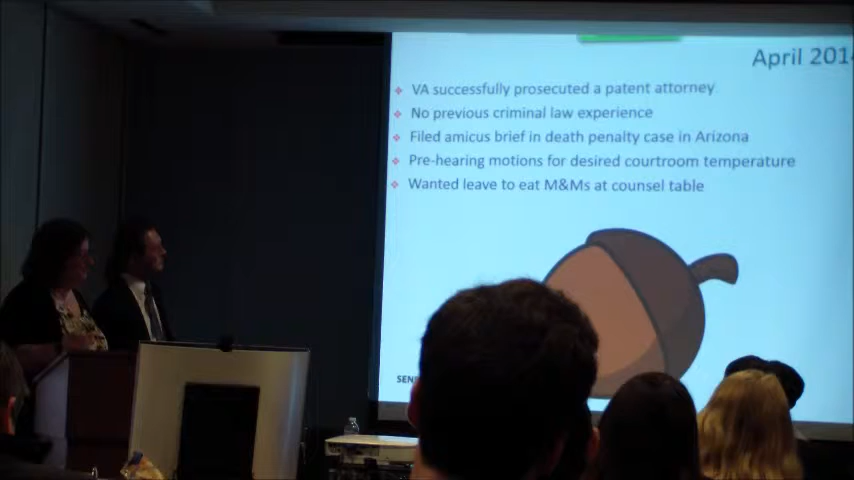 April 201
VA successfully prosecuted a patent attorney
No previous criminal law experience
Filed amicus brief in death penalty case in Arizona
Pre-hearing motions for desired courtroom temperature
Wanted leave to eat M&Ms at counsel table